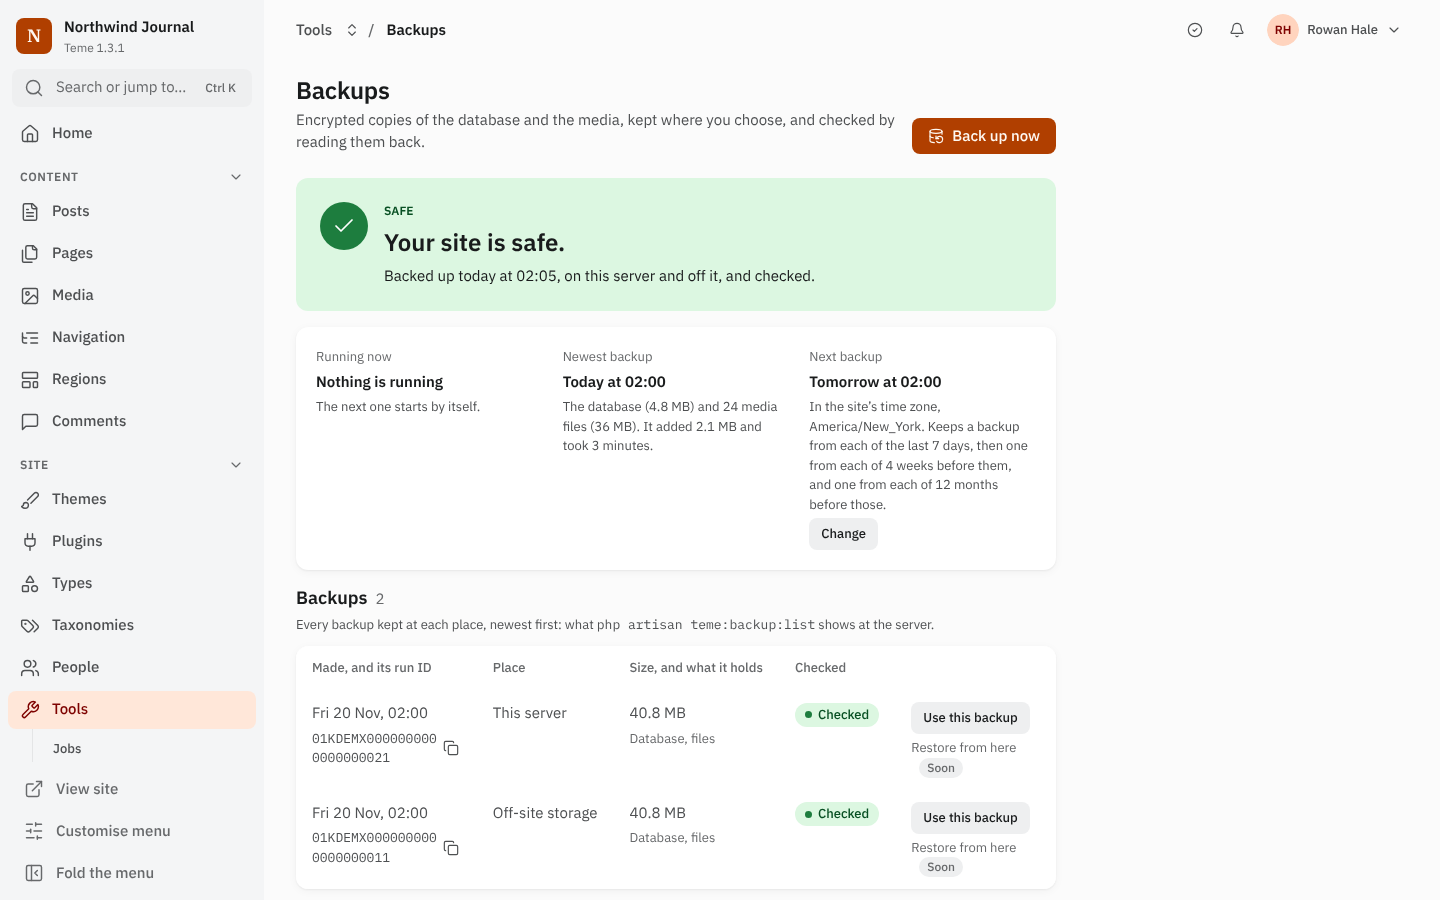 N
Northwind Journal
Teme 1.3.1
Search or jump to...
Ctrl K
Home
CONTENT
Posts
Pages
Media
Navigation
Regions
Comments
SITE
Themes
Plugins
Types
Taxonomies
People
Tools
Jobs
View site
Customise menu
Fold the menu
Tools / Backups
RH Rowan Hale
Backups
Encrypted copies of the database and the media, kept where you choose, and checked by
reading them back.
Back up now
SAFE
Your site is safe.
Backed up today at 02:05, on this server and off it, and checked.
Running now
Nothing is running
The next one starts by itself.
Newest backup
Today at 02:00
The database (4.8 MB) and 24 media
files (36 MB). It added 2.1 MB and
took 3 minutes.
Next backup
Tomorrow at 02:00
In the site’s time zone,
America/New_York. Keeps a backup
from each of the last 7 days, then one
from each of 4 weeks before them,
and one from each of 12 months
before those.
Change
Backups 2
Every backup kept at each place, newest first: what php artisan teme:backup:list shows at the server.
Made, and its run ID Place Size, and what it holds Checked
Fri 20 Nov, 02:00 This server 40.8 MB Checked Use this backup
01KDEMX000000000 Database, files Restore from here
0000000021 Soon
Fri 20 Nov, 02:00 Off-site storage 40.8 MB Checked Use this backup
01KDEMX000000000 Database, files Restore from here
0000000011 Soon